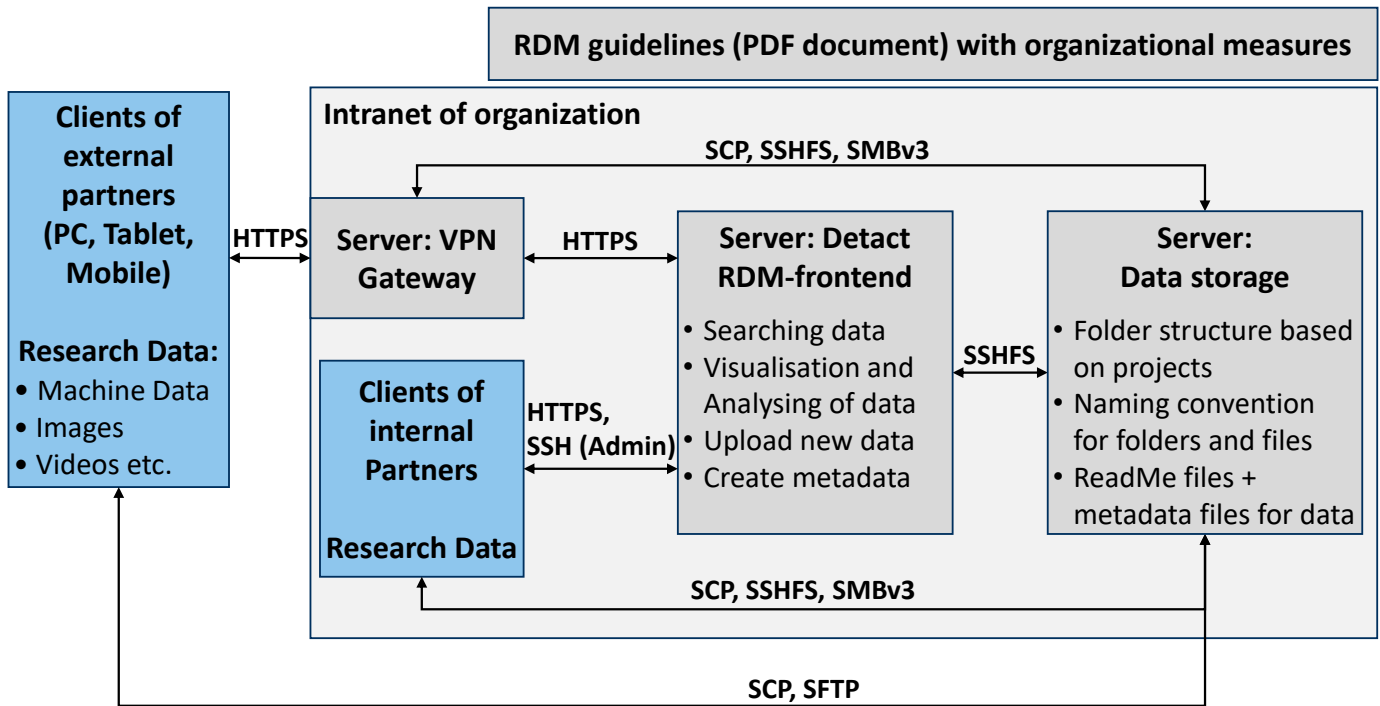 RDM guidelines (PDF document) with organizational measures
Clients of
external
partners
(PC, Tablet,
Mobile)
Research Data:
• Machine Data
• Images
• Videos etc.
HTTPS
Intranet of organization
SCP, SSHFS, SMBv3
Server: VPN
Gateway
HTTPS
Server: Detact
RDM-frontend
• Searching data
• Visualisation and
Analysing of data
• Upload new data
• Create metadata
SSHFS
Server:
Data storage
• Folder structure based
on projects
• Naming convention
for folders and files
• ReadMe files +
metadata files for data
Clients of
internal
Partners
Research Data
HTTPS,
SSH (Admin)
SCP, SSHFS, SMBv3
SCP, SFTP